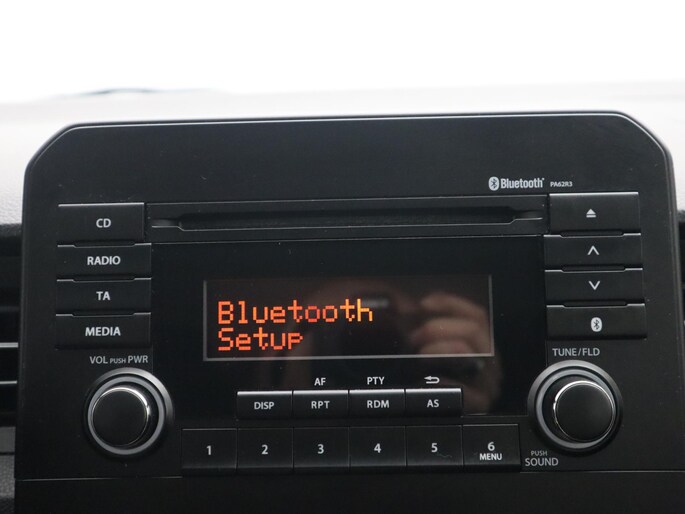 Bluetooth PA62R3
CD
RADIO
TA
MEDIA
Bluetooth
Setup
VOL PUSH PWR
TUNE/FLD
AF PTY
DISP RPT RDM AS
1 2 3 4 5 6
MENU
PUSH
SOUND